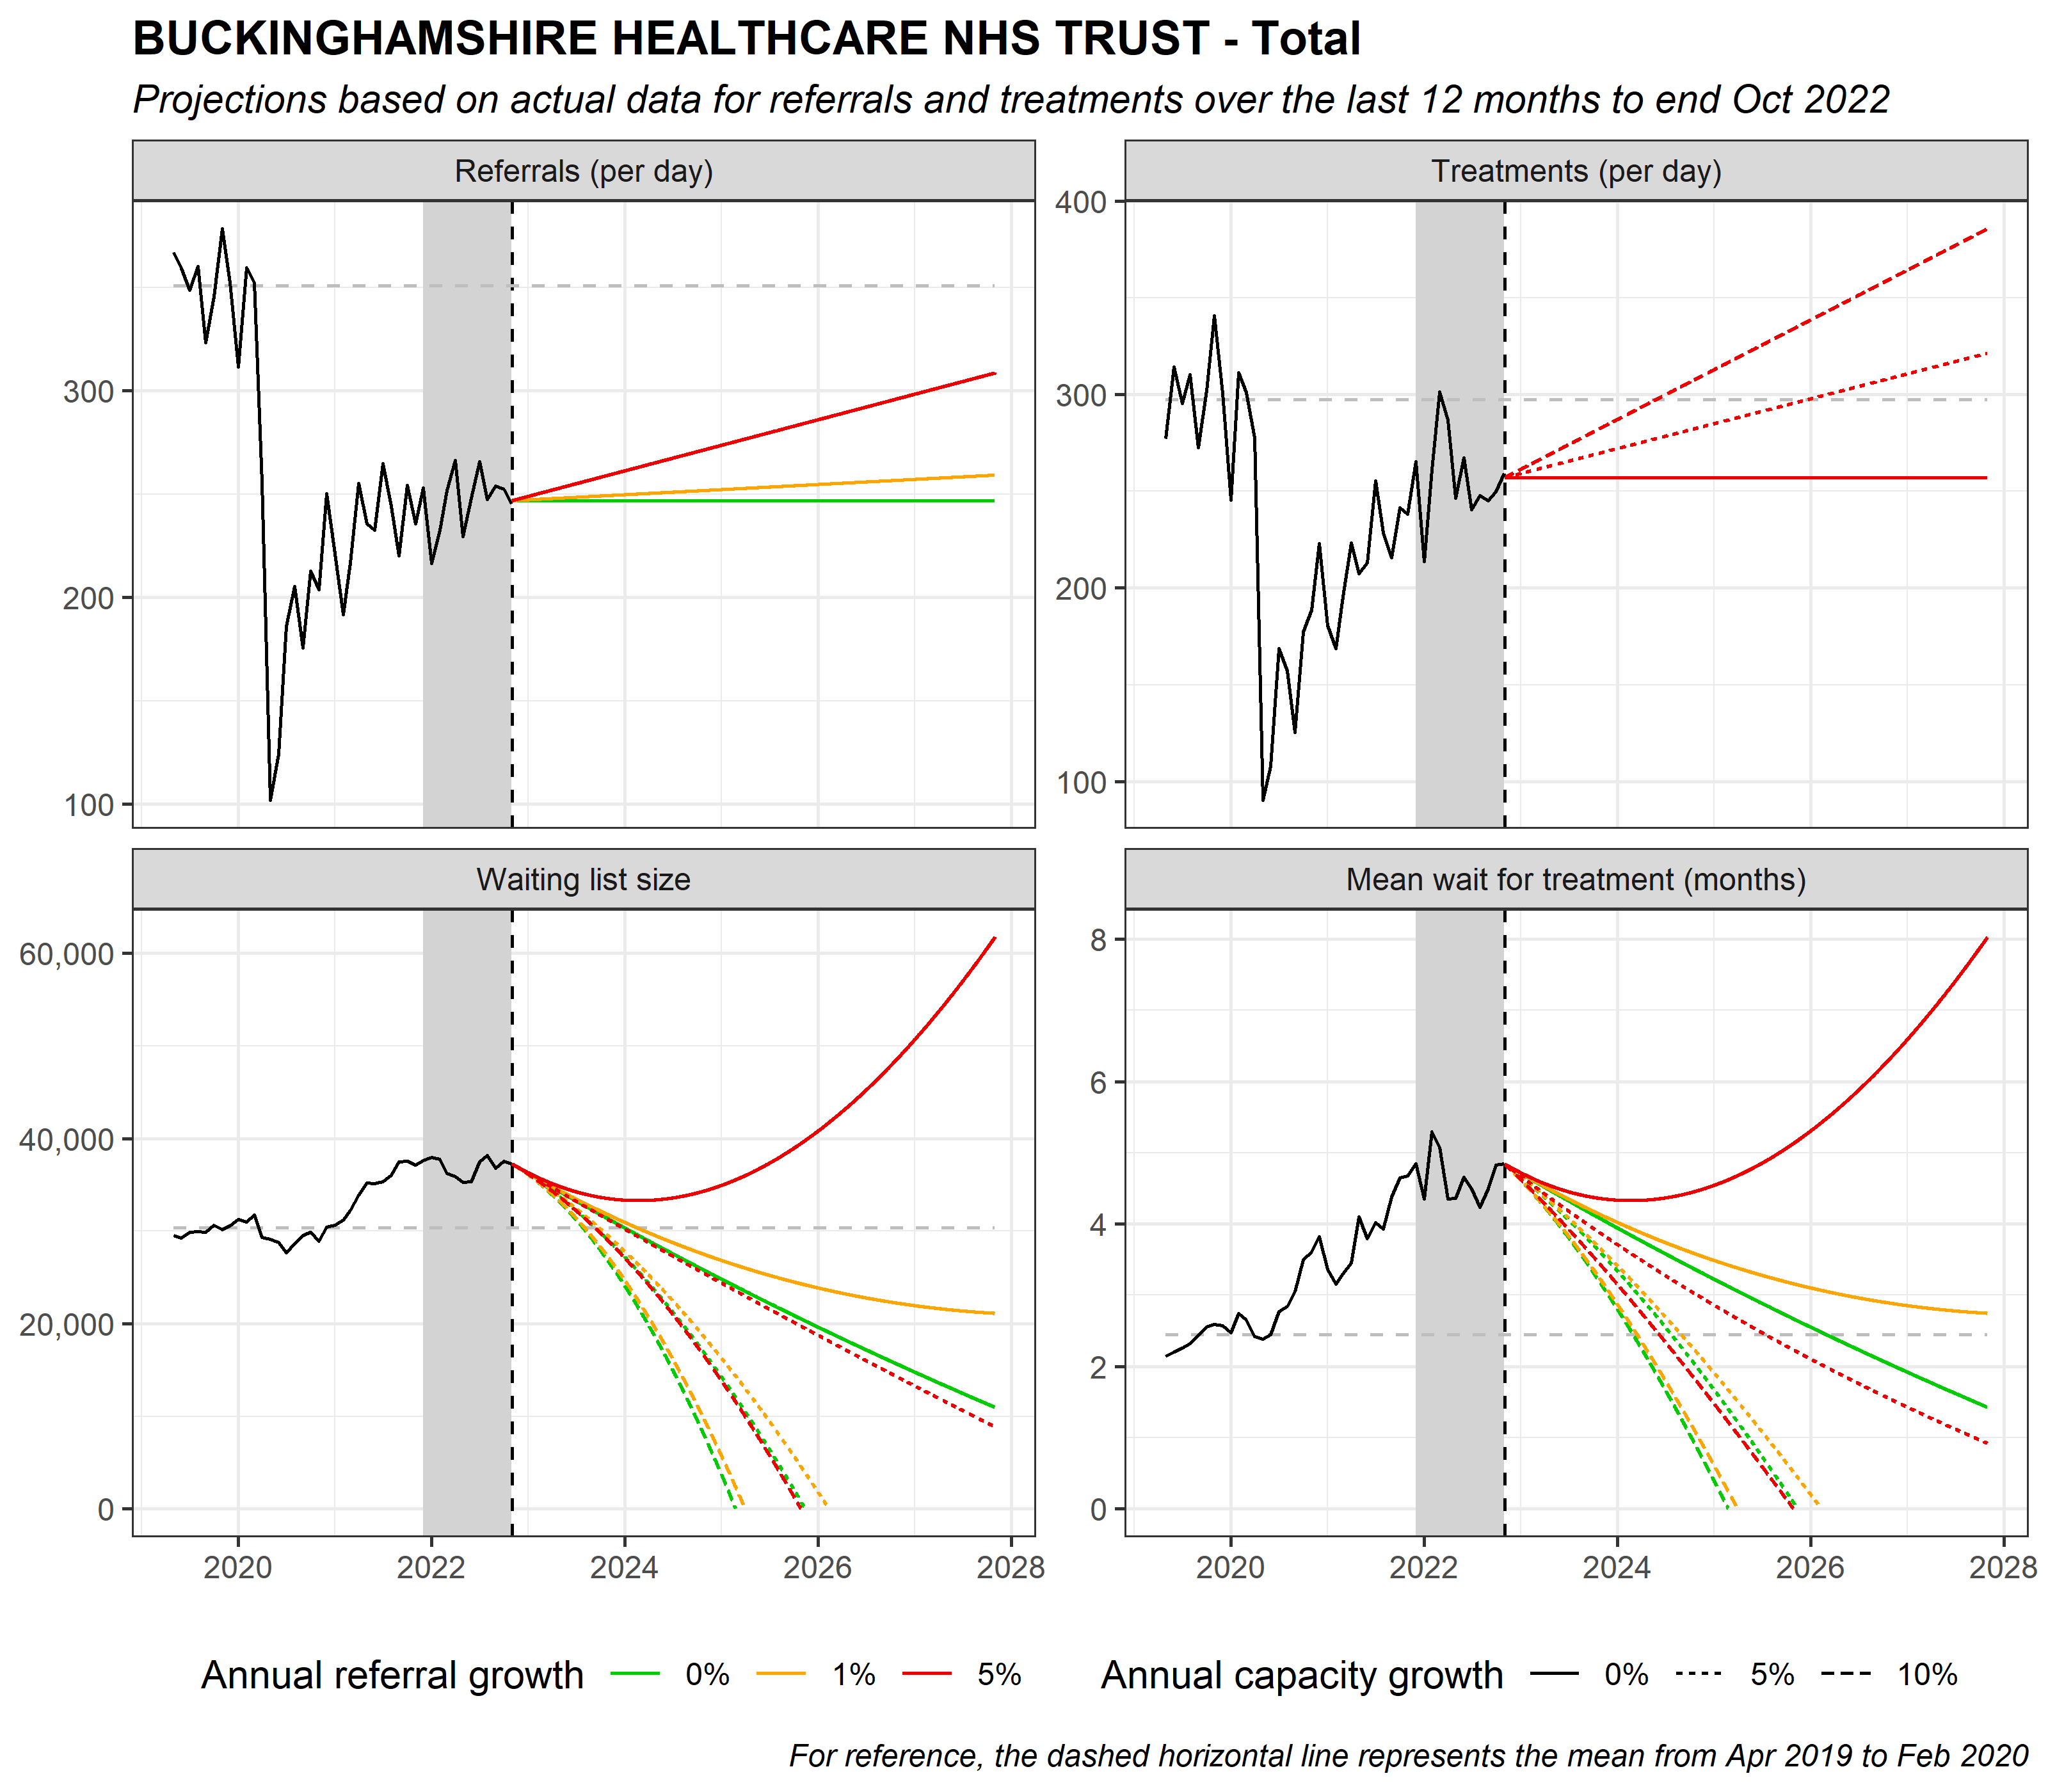 BUCKINGHAMSHIRE HEALTHCARE NHS TRUST - Total
Projections based on actual data for referrals and treatments over the last 12 months to end Oct 2022
Referrals (per day)
300
200
100
Treatments (per day)
400
300
200
100
Waiting list size
60,000
40,000
20,000
0
2020 2022 2024 2026 2028
Mean wait for treatment (months)
8
6
4
2
0
2020 2022 2024 2026 2028
Annual referral growth 0% 1% 5%
Annual capacity growth 0% 5% 10%
For reference, the dashed horizontal line represents the mean from Apr 2019 to Feb 2020